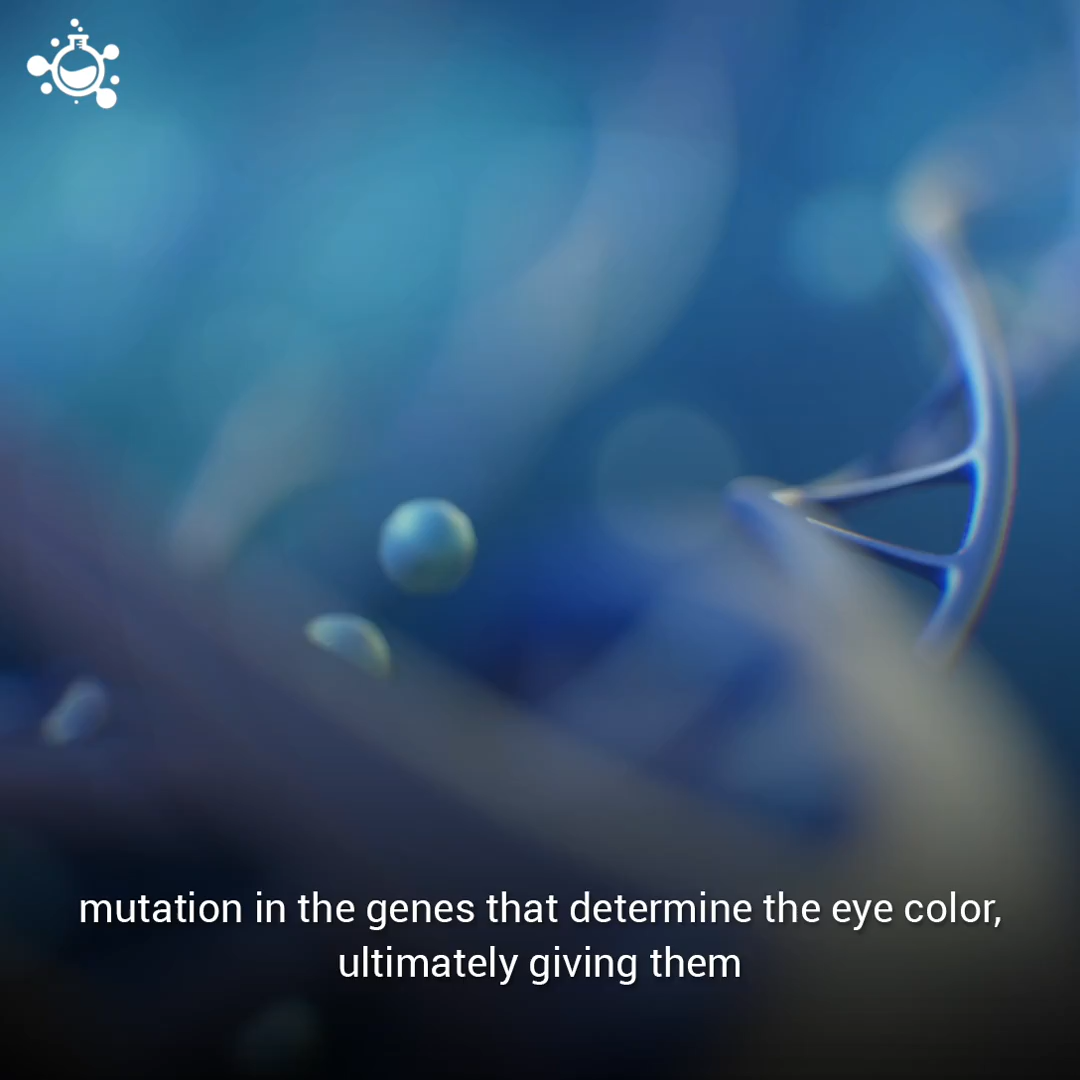 mutation in the genes that determine the eye color,
ultimately giving them